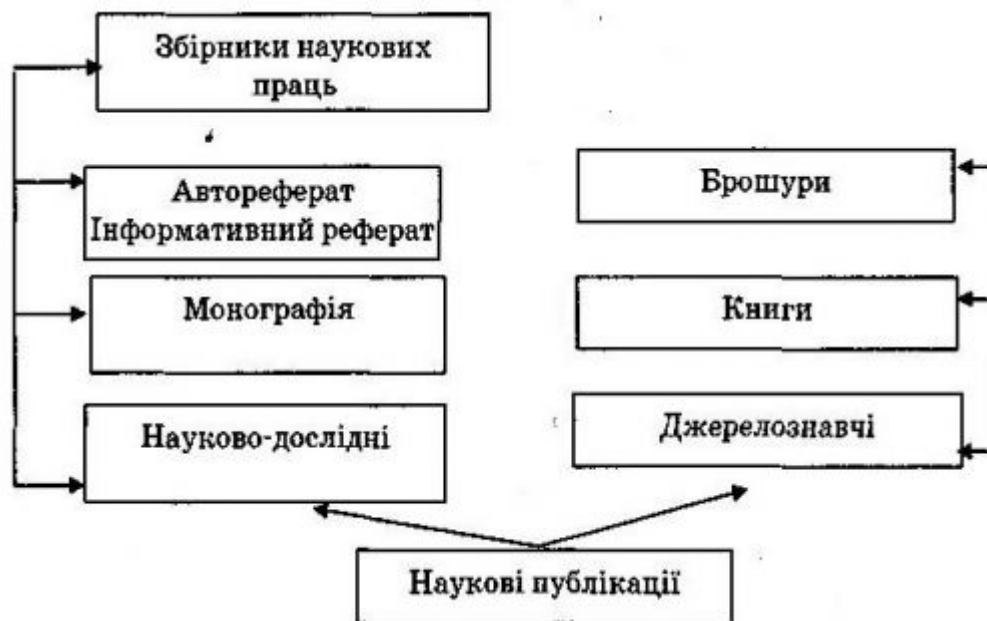 Збірники наукових
праць
Автореферат
Інформативний реферат
Монографія
Науково-дослідні
Брошури
Книги
Джерелознавчі
Наукові публікації